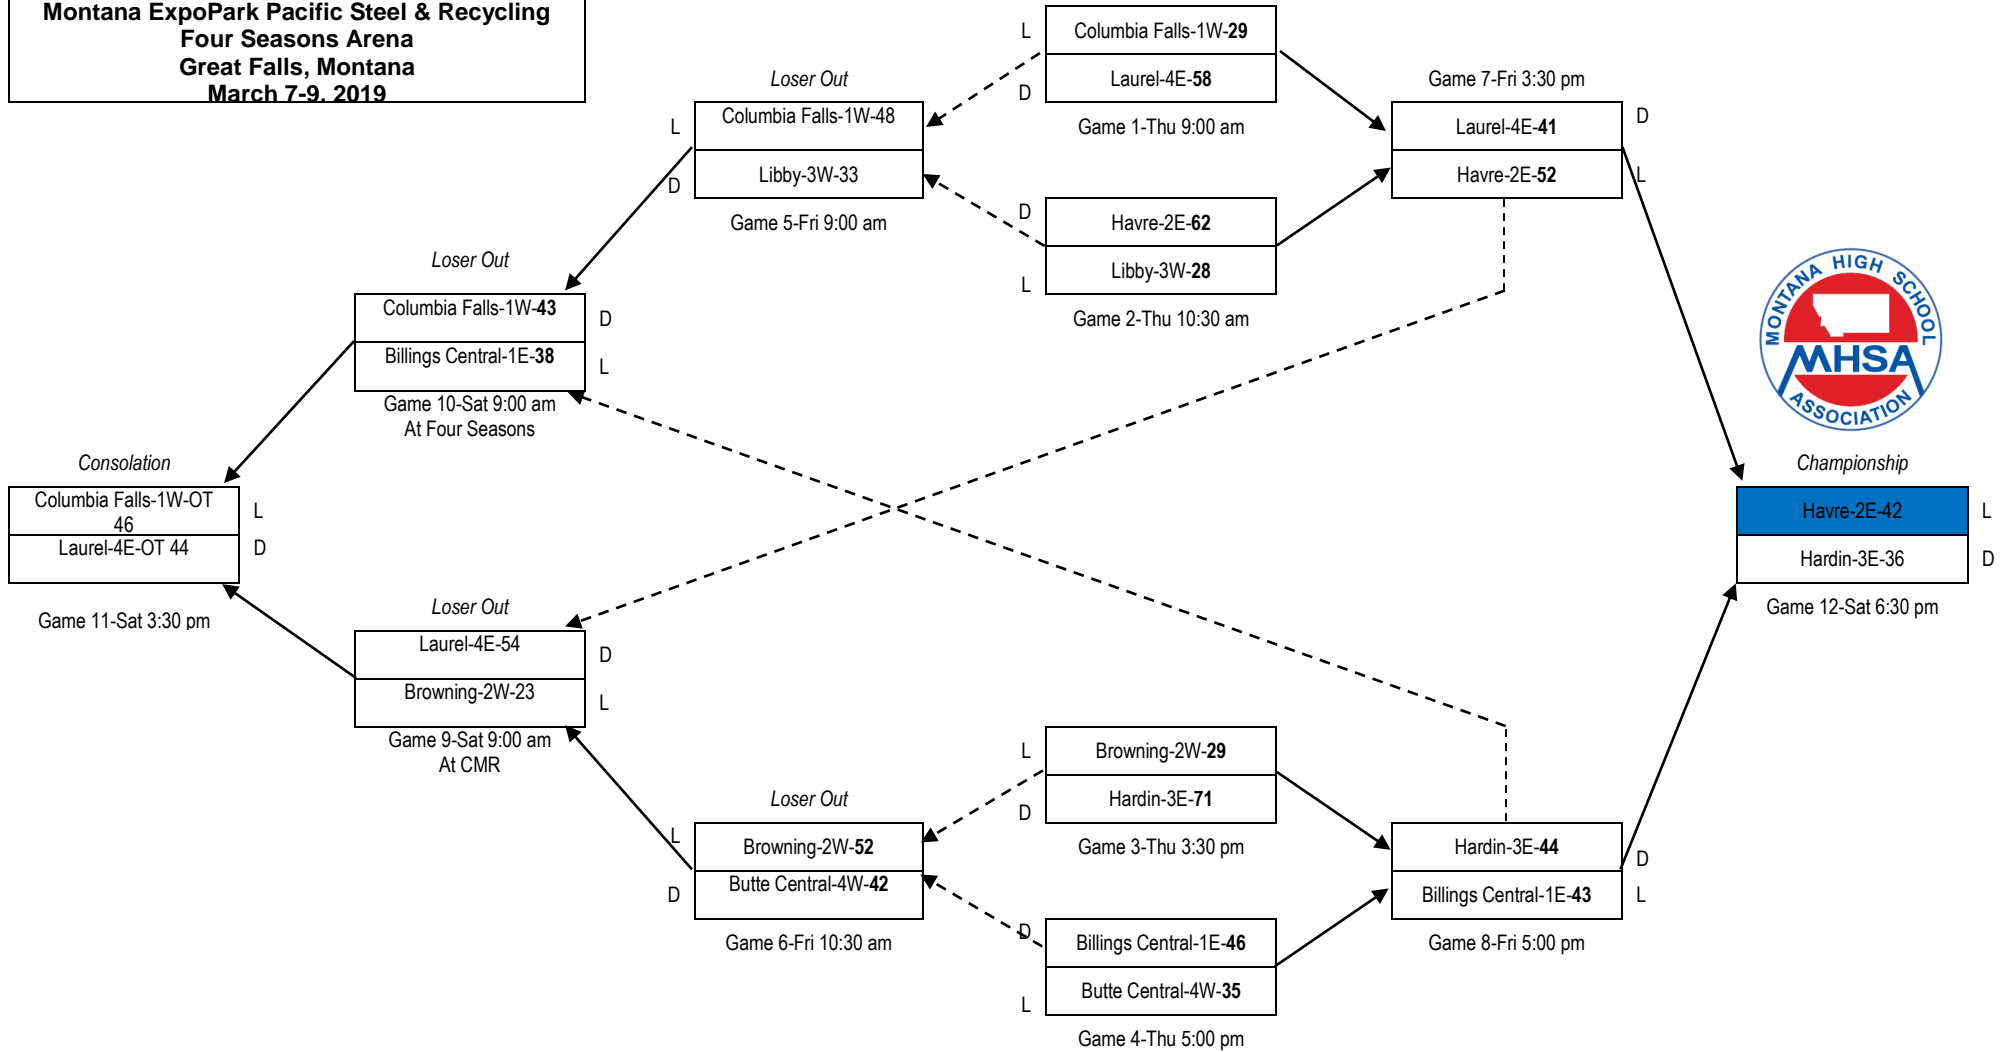 Montana ExpoPark Pacific Steel & Recycling
Four Seasons Arena
Great Falls, Montana
March 7-9, 2019
L
Columbia Falls-1W-29
D
Laurel-4E-58
Game 1-Thu 9:00 am
D
Havre-2E-62
L
Libby-3W-28
Game 2-Thu 10:30 am
Loser Out
L
Columbia Falls-1W-48
D
Libby-3W-33
Game 5-Fri 9:00 am
Game 7-Fri 3:30 pm
Laurel-4E-41
D
Havre-2E-52
L
Loser Out
Columbia Falls-1W-43
D
Billings Central-1E-38
L
Game 10-Sat 9:00 am
At Four Seasons
MONTANA HIGH SCHOOL
MHSA
ASSOCIATION
Consolation
Columbia Falls-1W-OT
46
L
Laurel-4E-OT 44
D
Game 11-Sat 3:30 pm
Championship
Havre-2E-42
L
Hardin-3E-36
D
Game 12-Sat 6:30 pm
Loser Out
Laurel-4E-54
D
Browning-2W-23
L
Game 9-Sat 9:00 am
At CMR
L
Browning-2W-29
D
Hardin-3E-71
Game 3-Thu 3:30 pm
Loser Out
L
Browning-2W-52
D
Butte Central-4W-42
Game 6-Fri 10:30 am
D
Billings Central-1E-46
L
Butte Central-4W-35
Game 4-Thu 5:00 pm
Hardin-3E-44
D
Billings Central-1E-43
L
Game 8-Fri 5:00 pm